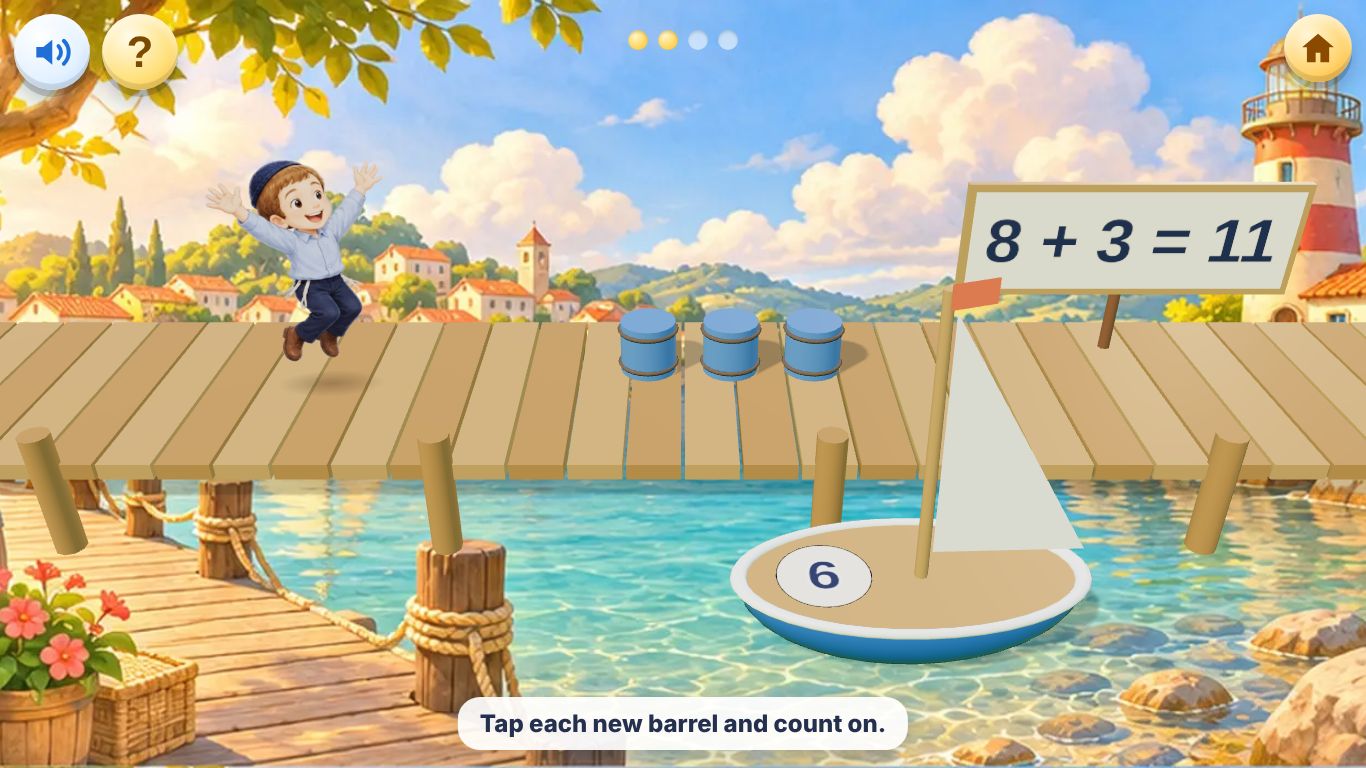 ?
8 + 3 = 11
6
Tap each new barrel and count on.